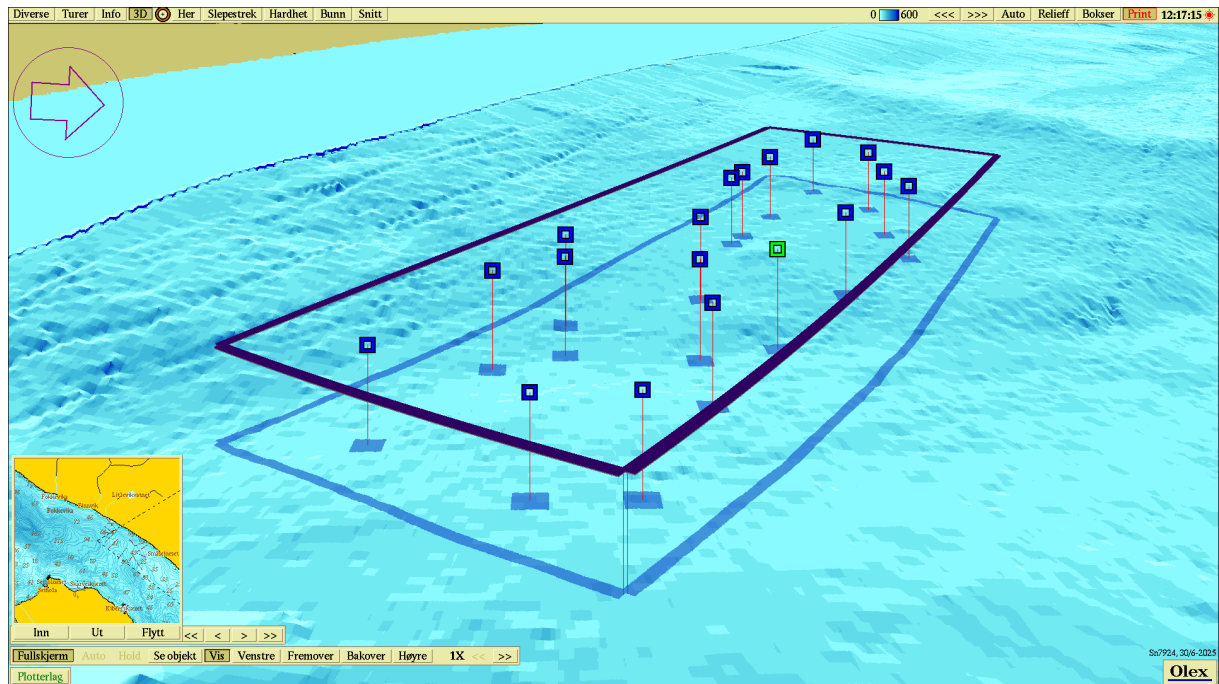 Diverse Turer Info 3D Her Slepestrek Hardhet Bunn Snitt 0 600 <<< >>> Auto Relieff Bokser Print 12:17:15
Inn Ut Flytt << < > >>
Fullskjerm Auto Hold Se objekt Vis Venstre Fremover Bakover Høyre 1X << >>
Sn7924, 30/6-2025
Plotterlag
Olex